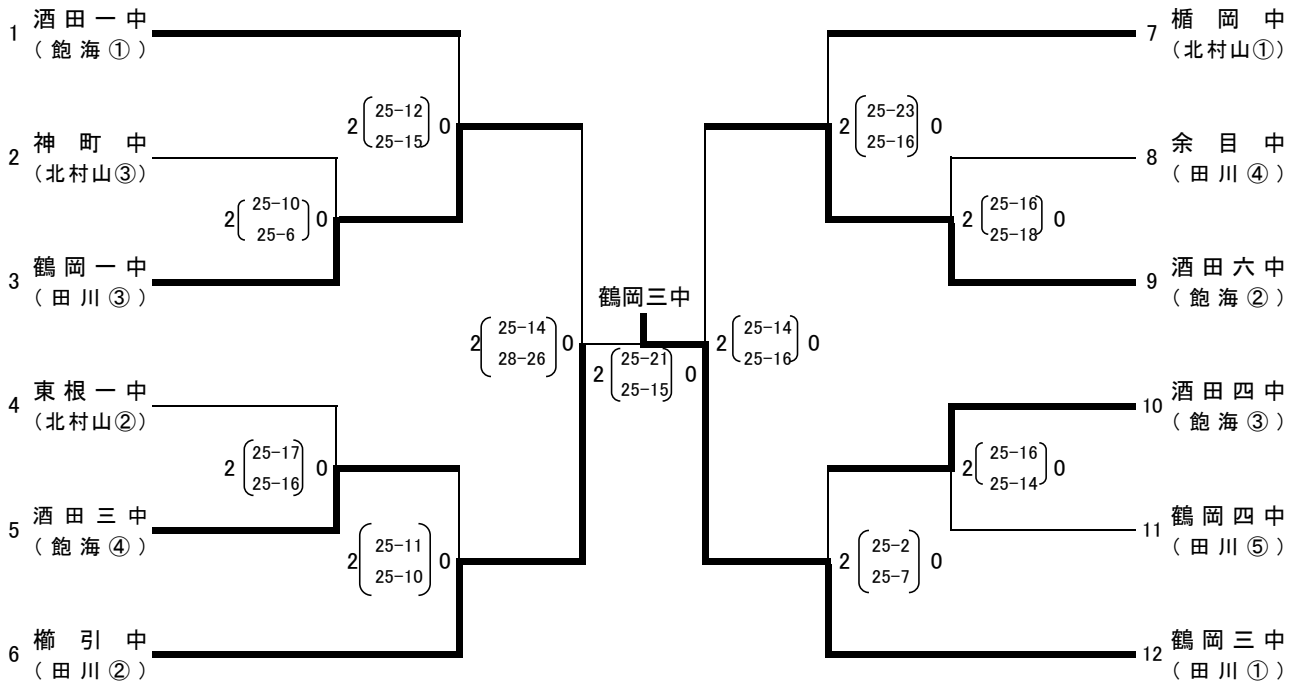 1 酒田一中
(飽海①)
2 神町中
(北村山③)
3 鶴岡一中
(田川③)
4 東根一中
(北村山②)
5 酒田三中
(飽海④)
6 櫛引中
(田川②)
2 25-12 0
25-15
2 25-10 0
25-6
2 25-14 0
28-26
2 25-17 0
25-16
2 25-11 0
25-10
鶴岡三中
2 25-21 0
25-15
7 楯岡中
(北村山①)
8 余目中
(田川④)
9 酒田六中
(飽海②)
10 酒田四中
(飽海③)
11 鶴岡四中
(田川⑤)
12 鶴岡三中
(田川①)
2 25-23 0
25-16
2 25-16 0
25-18
2 25-14 0
25-16
2 25-16 0
25-14
2 25-2 0
25-7